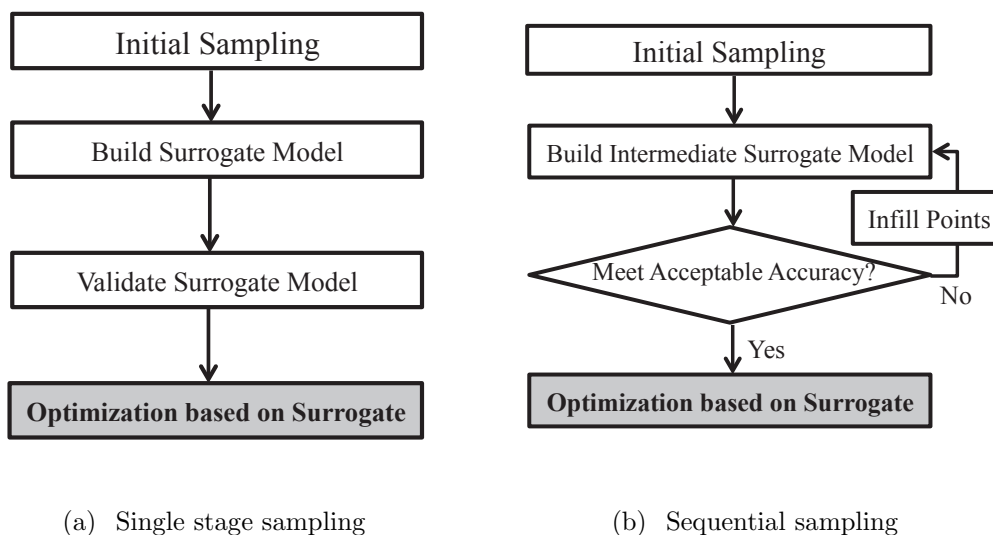 Initial Sampling
Build Surrogate Model
Validate Surrogate Model
Optimization based on Surrogate
(a) Single stage sampling
Initial Sampling
Build Intermediate Surrogate Model
Infill Points
Meet Acceptable Accuracy?
No
Yes
Optimization based on Surrogate
(b) Sequential sampling